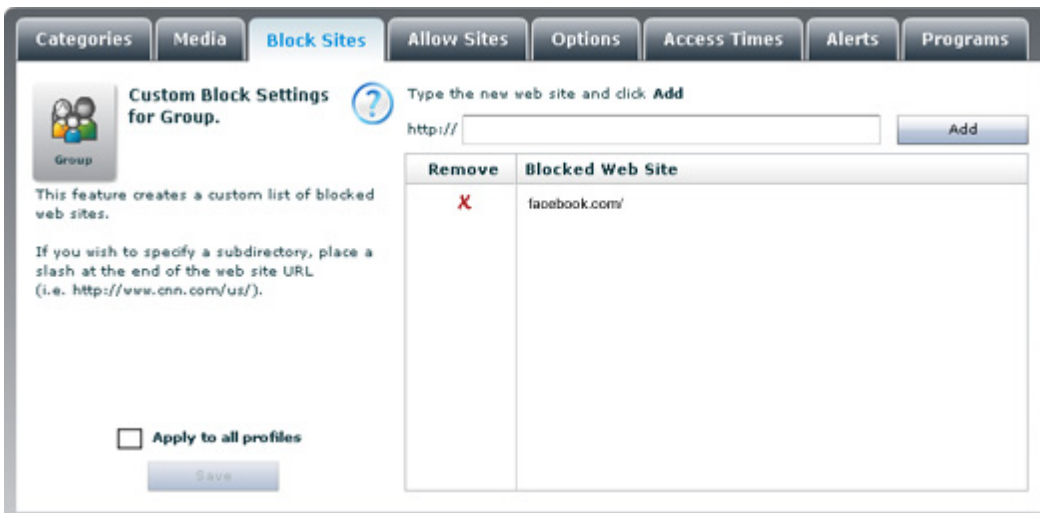 Categories
Media
Block Sites
Allow Sites
Options
Access Times
Alerts
Programs
Custom Block Settings
for Group.
?
Group
This feature creates a custom list of blocked
web sites.
If you wish to specify a subdirectory, place a
slash at the end of the web site URL
(i.e. http://www.cnn.com/us/).
Apply to all profiles
Save
Type the new web site and click Add
http://
Add
Remove
Blocked Web Site
X
facebook.com/